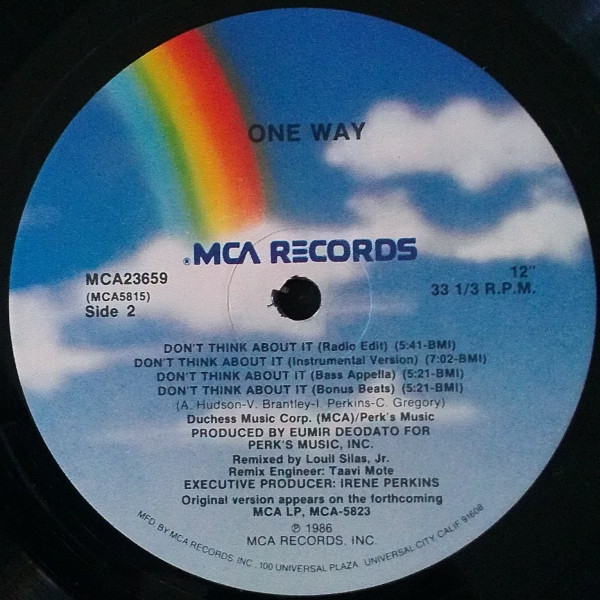 ONE WAY
® MCA RECORDS
MCA23659
(MCA5815)
Side 2
12"
33 1/3 R.P.M.
DON'T THINK ABOUT IT (Radio Edit) (5:41-BMI)
DON'T THINK ABOUT IT (Instrumental Version) (7:02-BMI)
DON'T THINK ABOUT IT (Bass Appella) (5:21-BMI)
DON'T THINK ABOUT IT (Bonus Beats) (5:21-BMI)
(A. Hudson-V. Brantley-I. Perkins-C. Gregory)
Duchess Music Corp. (MCA)/Perk's Music
PRODUCED BY EUMIR DEODATO FOR
PERK'S MUSIC, INC.
Remixed by Louil Silas, Jr.
Remix Engineer: Taavi Mote
EXECUTIVE PRODUCER: IRENE PERKINS
Original version appears on the forthcoming
MCA LP, MCA-5823
℗ 1986
MCA RECORDS, INC.
MFD. BY MCA RECORDS, INC., 100 UNIVERSAL PLAZA, UNIVERSAL CITY, CALIF. 91608